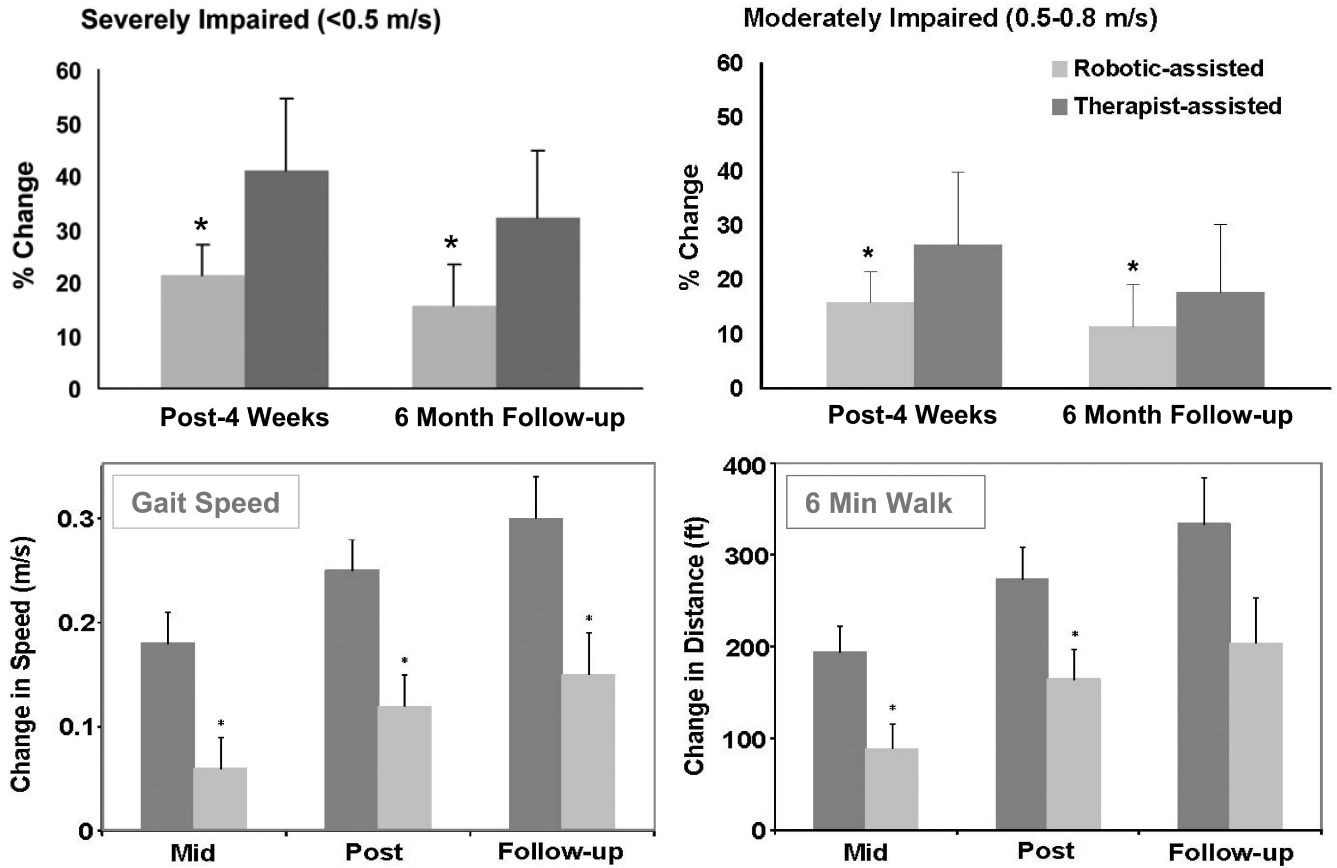 Severely Impaired (<0.5 m/s)
60
50
40
30
20
10
0
% Change
*
*
Post-4 Weeks
6 Month Follow-up
Moderately Impaired (0.5-0.8 m/s)
Robotic-assisted
Therapist-assisted
60
50
40
30
20
10
0
% Change
*
*
Post-4 Weeks
6 Month Follow-up
Gait Speed
0.3
0.2
0.1
0
Change in Speed (m/s)
*
*
*
Mid
Post
Follow-up
6 Min Walk
400
300
200
100
0
Change in Distance (ft)
*
*
Mid
Post
Follow-up